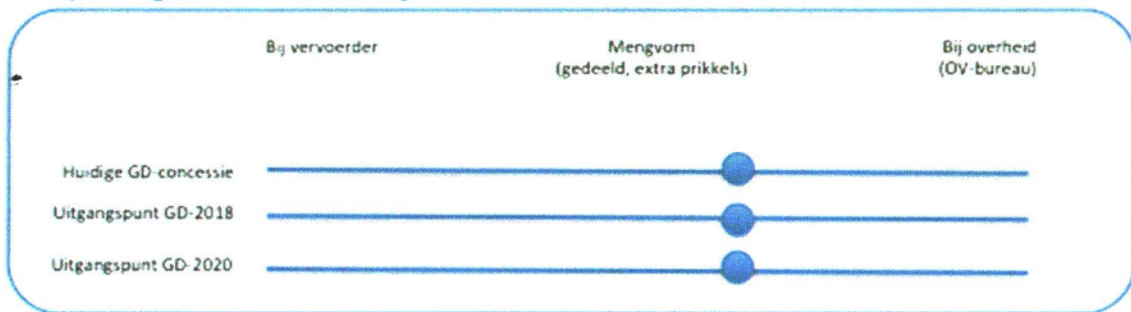 Bij vervoerder
Mengvorm
(gedeeld, extra prikkels)
Bij overheid
(OV-bureau)
Huidige GD-concessie
Uitgangspunt GD-2018
Uitgangspunt GD-2020